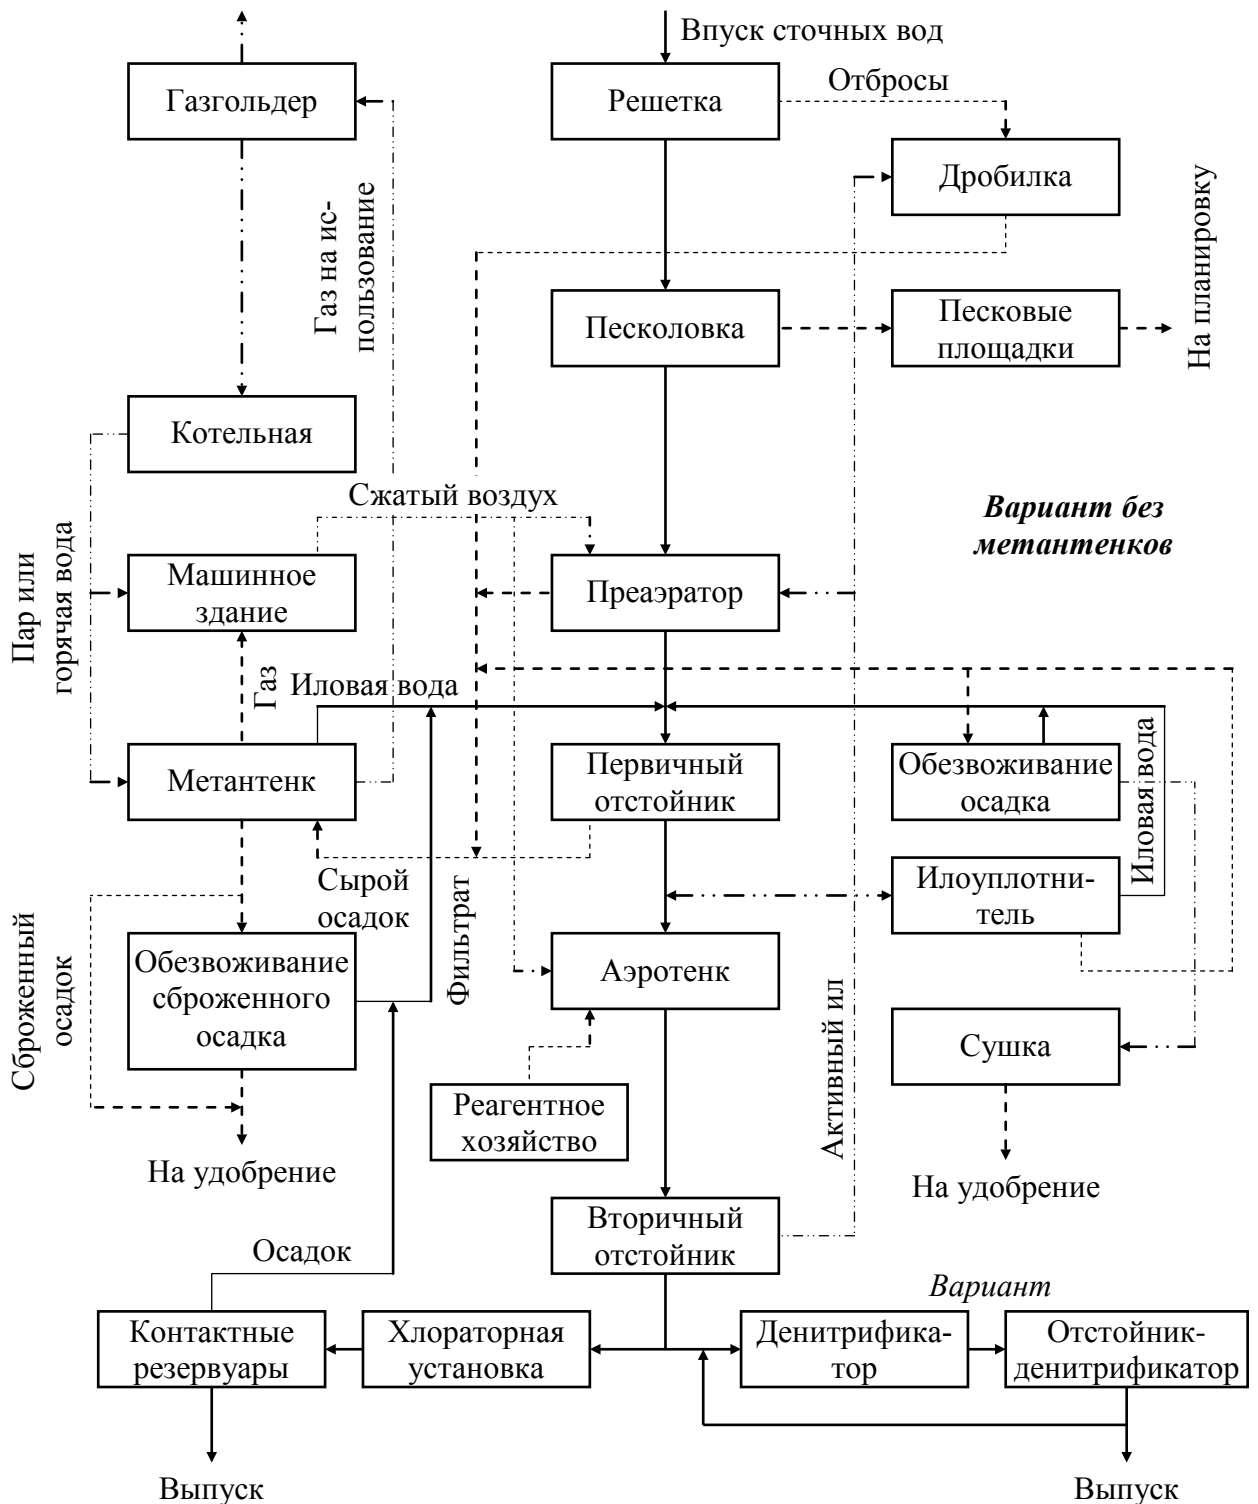 Впуск сточных вод
Газгольдер
Решетка
Отбросы
Дробилка
Газ на ис-
пользование
На планировку
Песколовка
Песковые
площадки
Котельная
Сжатый воздух
Вариант без
метантенков
Пар или
горячая вода
Машинное
здание
Преаэратор
Газ
Иловая вода
Метантенк
Первичный
отстойник
Обезвоживание
осадка
Иловая вода
Сырой
осадок
Фильтрат
Илоуплотни-
тель
Сброженный
осадок
Обезвоживание
сброженного
осадка
Аэротенк
Активный ил
Сушка
Реагентное
хозяйство
На удобрение
На удобрение
Вторичный
отстойник
Осадок
Вариант
Контактные
резервуары
Хлораторная
установка
Денитрифика-
тор
Отстойник-
денитрификатор
Выпуск
Выпуск